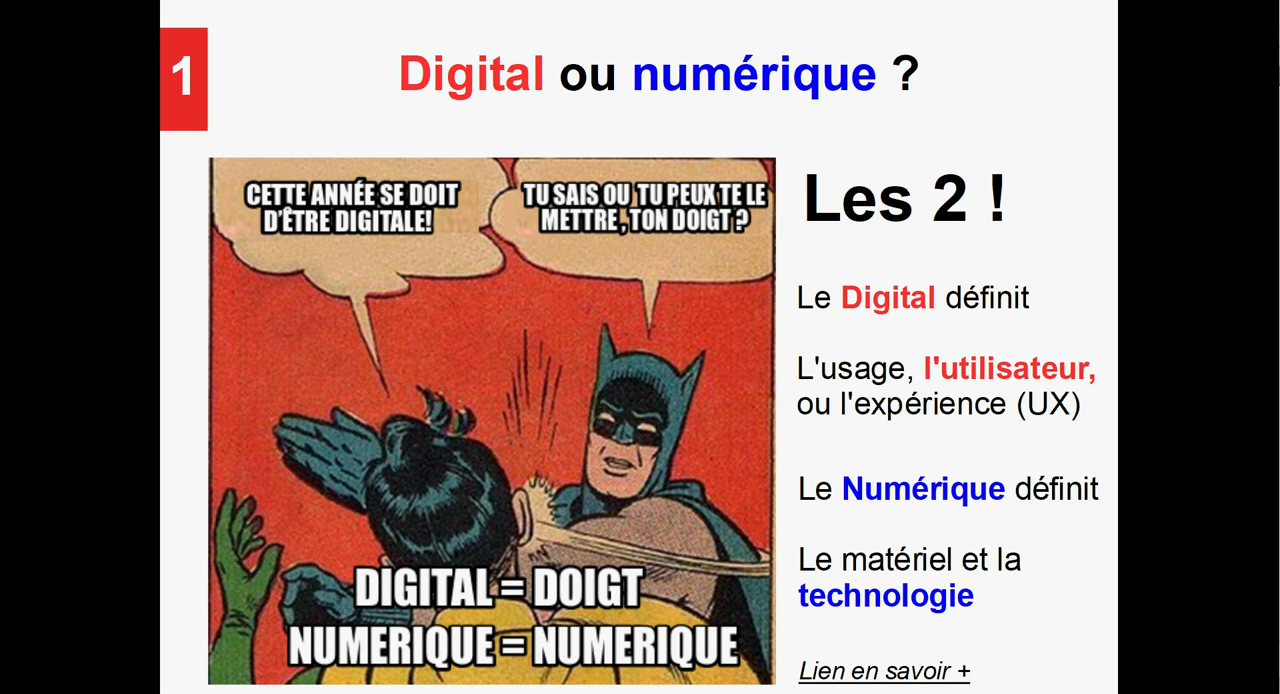 1
Digital ou numérique ?
CETTE ANNÉE SE DOIT
D'ÊTRE DIGITALE!
TU SAIS OU TU PEUX TE LE
METTRE, TON DOIGT ?
DIGITAL = DOIGT
NUMERIQUE = NUMERIQUE
Les 2 !
Le Digital définit
L'usage, l'utilisateur,
ou l'expérience (UX)
Le Numérique définit
Le matériel et la
technologie
Lien en savoir +